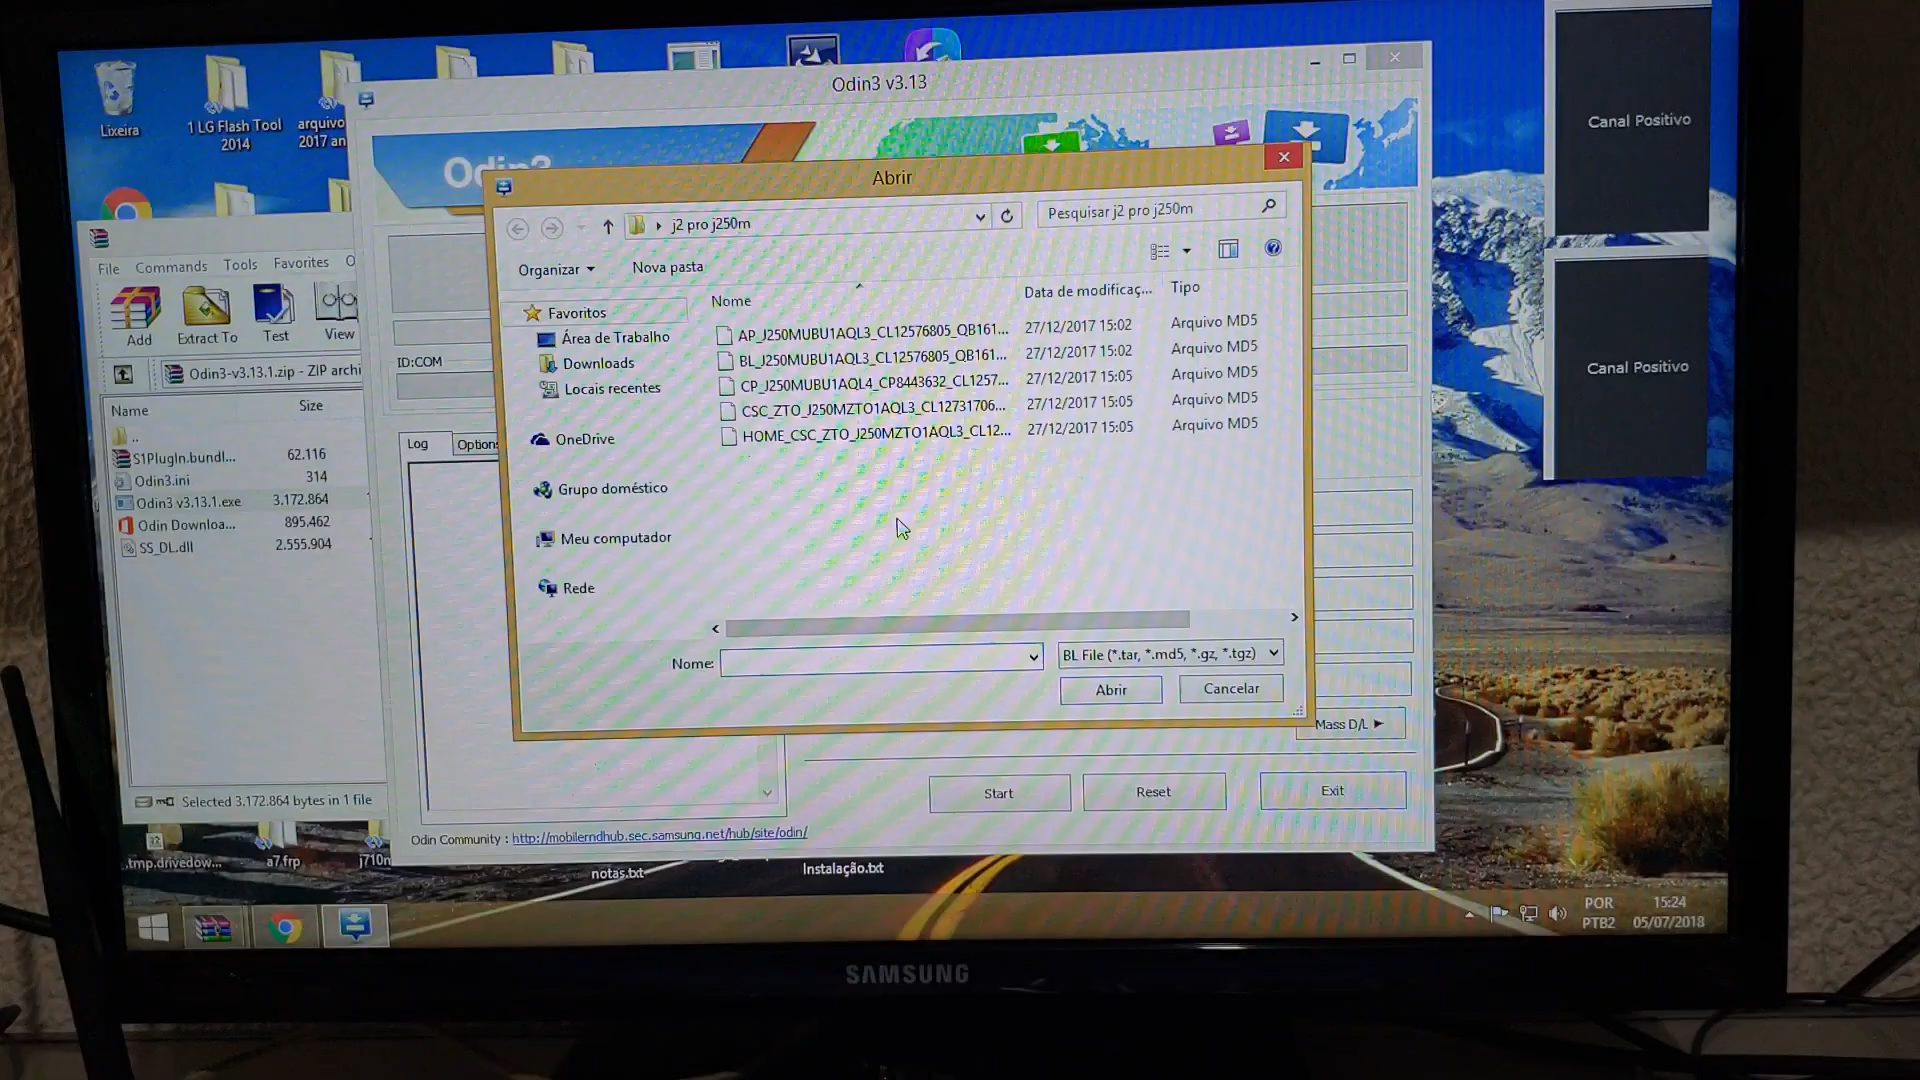 Lixeira
1 LG Flash Tool
2014
arquivo
2017 an
Canal Positivo
Canal Positivo
Odin3 v3.13
Odin3
Abrir
j2 pro j250m
Pesquisar j2 pro j250m
Organizar
Nova pasta
Nome
Data de modificaç...
Tipo
Favoritos
Área de Trabalho
Downloads
Locais recentes
OneDrive
Grupo doméstico
Meu computador
Rede
AP_J250MUBU1AQL3_CL12576805_QB161... 27/12/2017 15:02 Arquivo MD5
BL_J250MUBU1AQL3_CL12576805_QB161... 27/12/2017 15:02 Arquivo MD5
CP_J250MUBU1AQL4_CP8443632_CL1257... 27/12/2017 15:05 Arquivo MD5
CSC_ZTO_J250MZTO1AQL3_CL12731706... 27/12/2017 15:05 Arquivo MD5
HOME_CSC_ZTO_J250MZTO1AQL3_CL12... 27/12/2017 15:05 Arquivo MD5
Nome:
BL File (*.tar, *.md5, *.gz, *.tgz)
Abrir
Cancelar
File Commands Tools Favorites O
Add
Extract To
Test
View
Odin3-v3.13.1.zip - ZIP archi
Name Size
..
S1PlugIn.bundl... 62.116
Odin3.ini 314
Odin3 v3.13.1.exe 3.172.864
Odin Downloa... 895.462
SS_DL.dll 2.555.904
Selected 3.172.864 bytes in 1 file
ID:COM
Log
Options
Mass D/L
Start
Reset
Exit
Odin Community : http://mobilerndhub.sec.samsung.net/hub/site/odin/
.tmp.drivedow...
a7.frp
j710n
notas.txt
Instalação.txt
POR
PTB2
15:24
05/07/2018
SAMSUNG